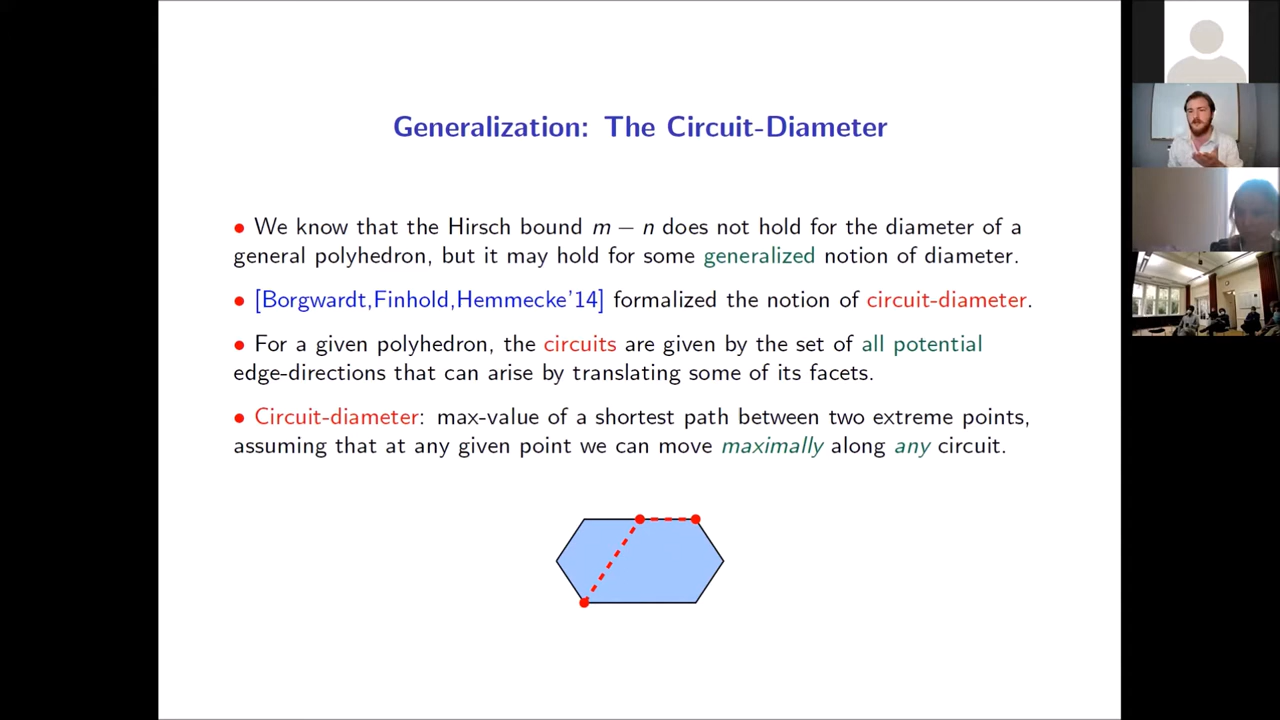 Generalization: The Circuit-Diameter
• We know that the Hirsch bound m − n does not hold for the diameter of a
general polyhedron, but it may hold for some generalized notion of diameter.
• [Borgwardt,Finhold,Hemmecke'14] formalized the notion of circuit-diameter.
• For a given polyhedron, the circuits are given by the set of all potential
edge-directions that can arise by translating some of its facets.
• Circuit-diameter: max-value of a shortest path between two extreme points,
assuming that at any given point we can move maximally along any circuit.